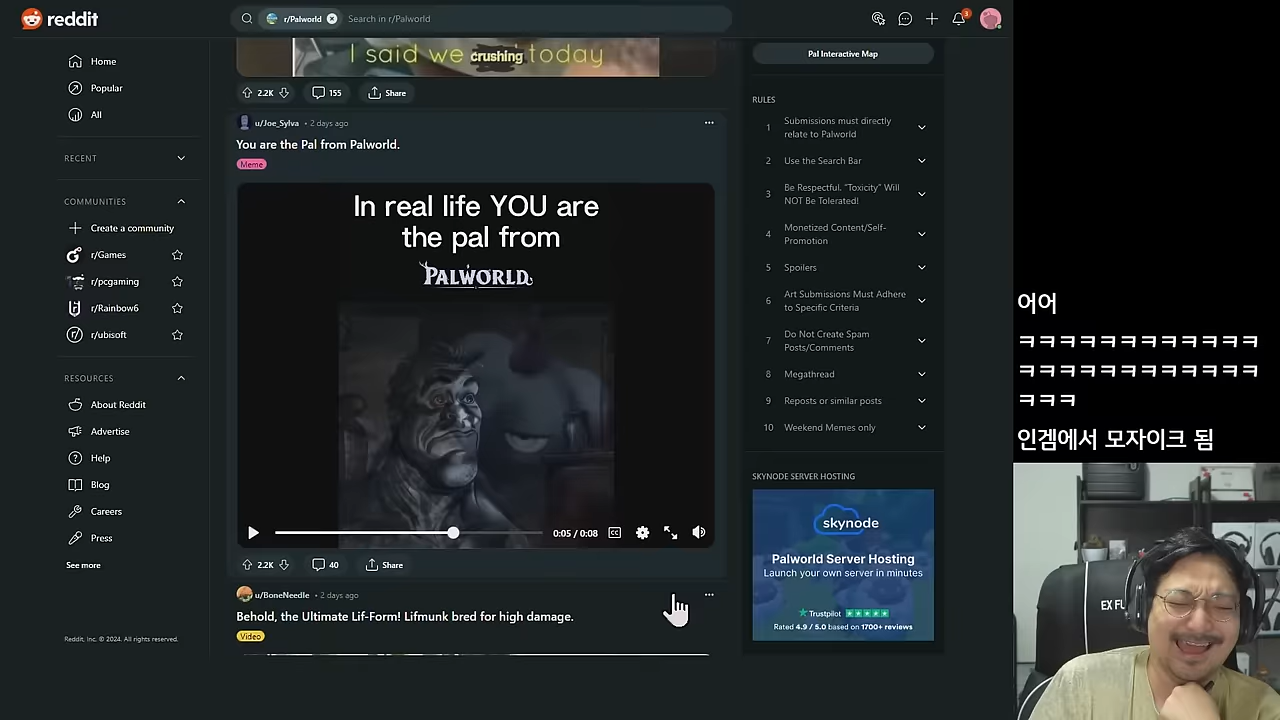 reddit
r/Palworld
Search in r/Palworld
3
Home
Popular
All
RECENT
COMMUNITIES
Create a community
r/Games
r/pcgaming
r/Rainbow6
r/ubisoft
RESOURCES
About Reddit
Advertise
Help
Blog
Careers
Press
See more
Reddit, Inc. © 2024. All rights reserved.
I said we crushing today
2.2K
155
Share
u/Joe_Sylva • 2 days ago
You are the Pal from Palworld.
Meme
In real life YOU are
the pal from
PALWORLD
0:05 / 0:08
CC
2.2K
40
Share
u/BoneNeedle • 2 days ago
Behold, the Ultimate Lif-Form! Lifmunk bred for high damage.
Video
Pal Interactive Map
RULES
1 Submissions must directly
relate to Palworld
2 Use the Search Bar
3 Be Respectful. "Toxicity" Will
NOT Be Tolerated!
4 Monetized Content/Self-
Promotion
5 Spoilers
6 Art Submissions Must Adhere
to Specific Criteria
7 Do Not Create Spam
Posts/Comments
8 Megathread
9 Reposts or similar posts
10 Weekend Memes only
SKYNODE SERVER HOSTING
skynode
Palworld Server Hosting
Launch your own server in minutes
Trustpilot
Rated 4.9 / 5.0 based on 1700+ reviews
어어
ㅋㅋㅋㅋㅋㅋㅋㅋㅋㅋㅋㅋ
ㅋㅋㅋㅋㅋㅋㅋㅋㅋㅋㅋㅋ
ㅋㅋㅋ
인겜에서 모자이크 됨
EX FU